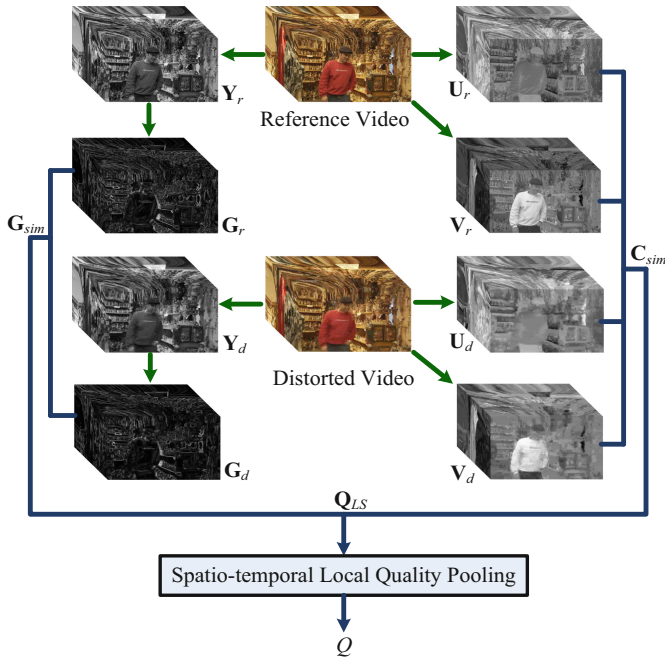 Y_r
U_r
Reference Video
G_sim
G_r
V_r
C_sim
Y_d
U_d
Distorted Video
G_d
V_d
Q_LS
Spatio-temporal Local Quality Pooling
Q